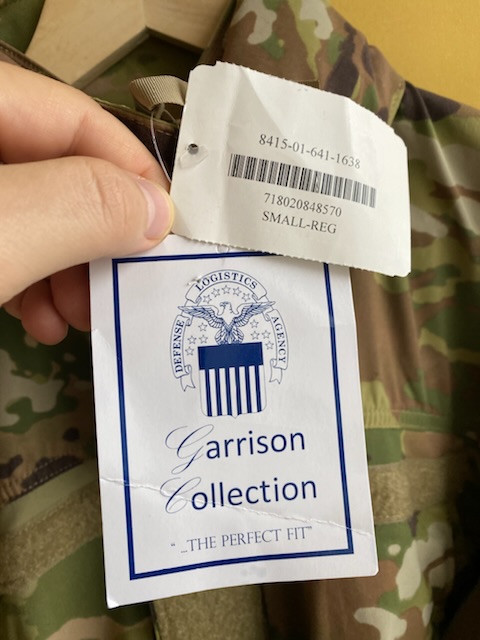 8415-01-641-1638
718020848570
SMALL-REG
DEFENSE LOGISTICS AGENCY
Garrison
Collection
“ ...THE PERFECT FIT”